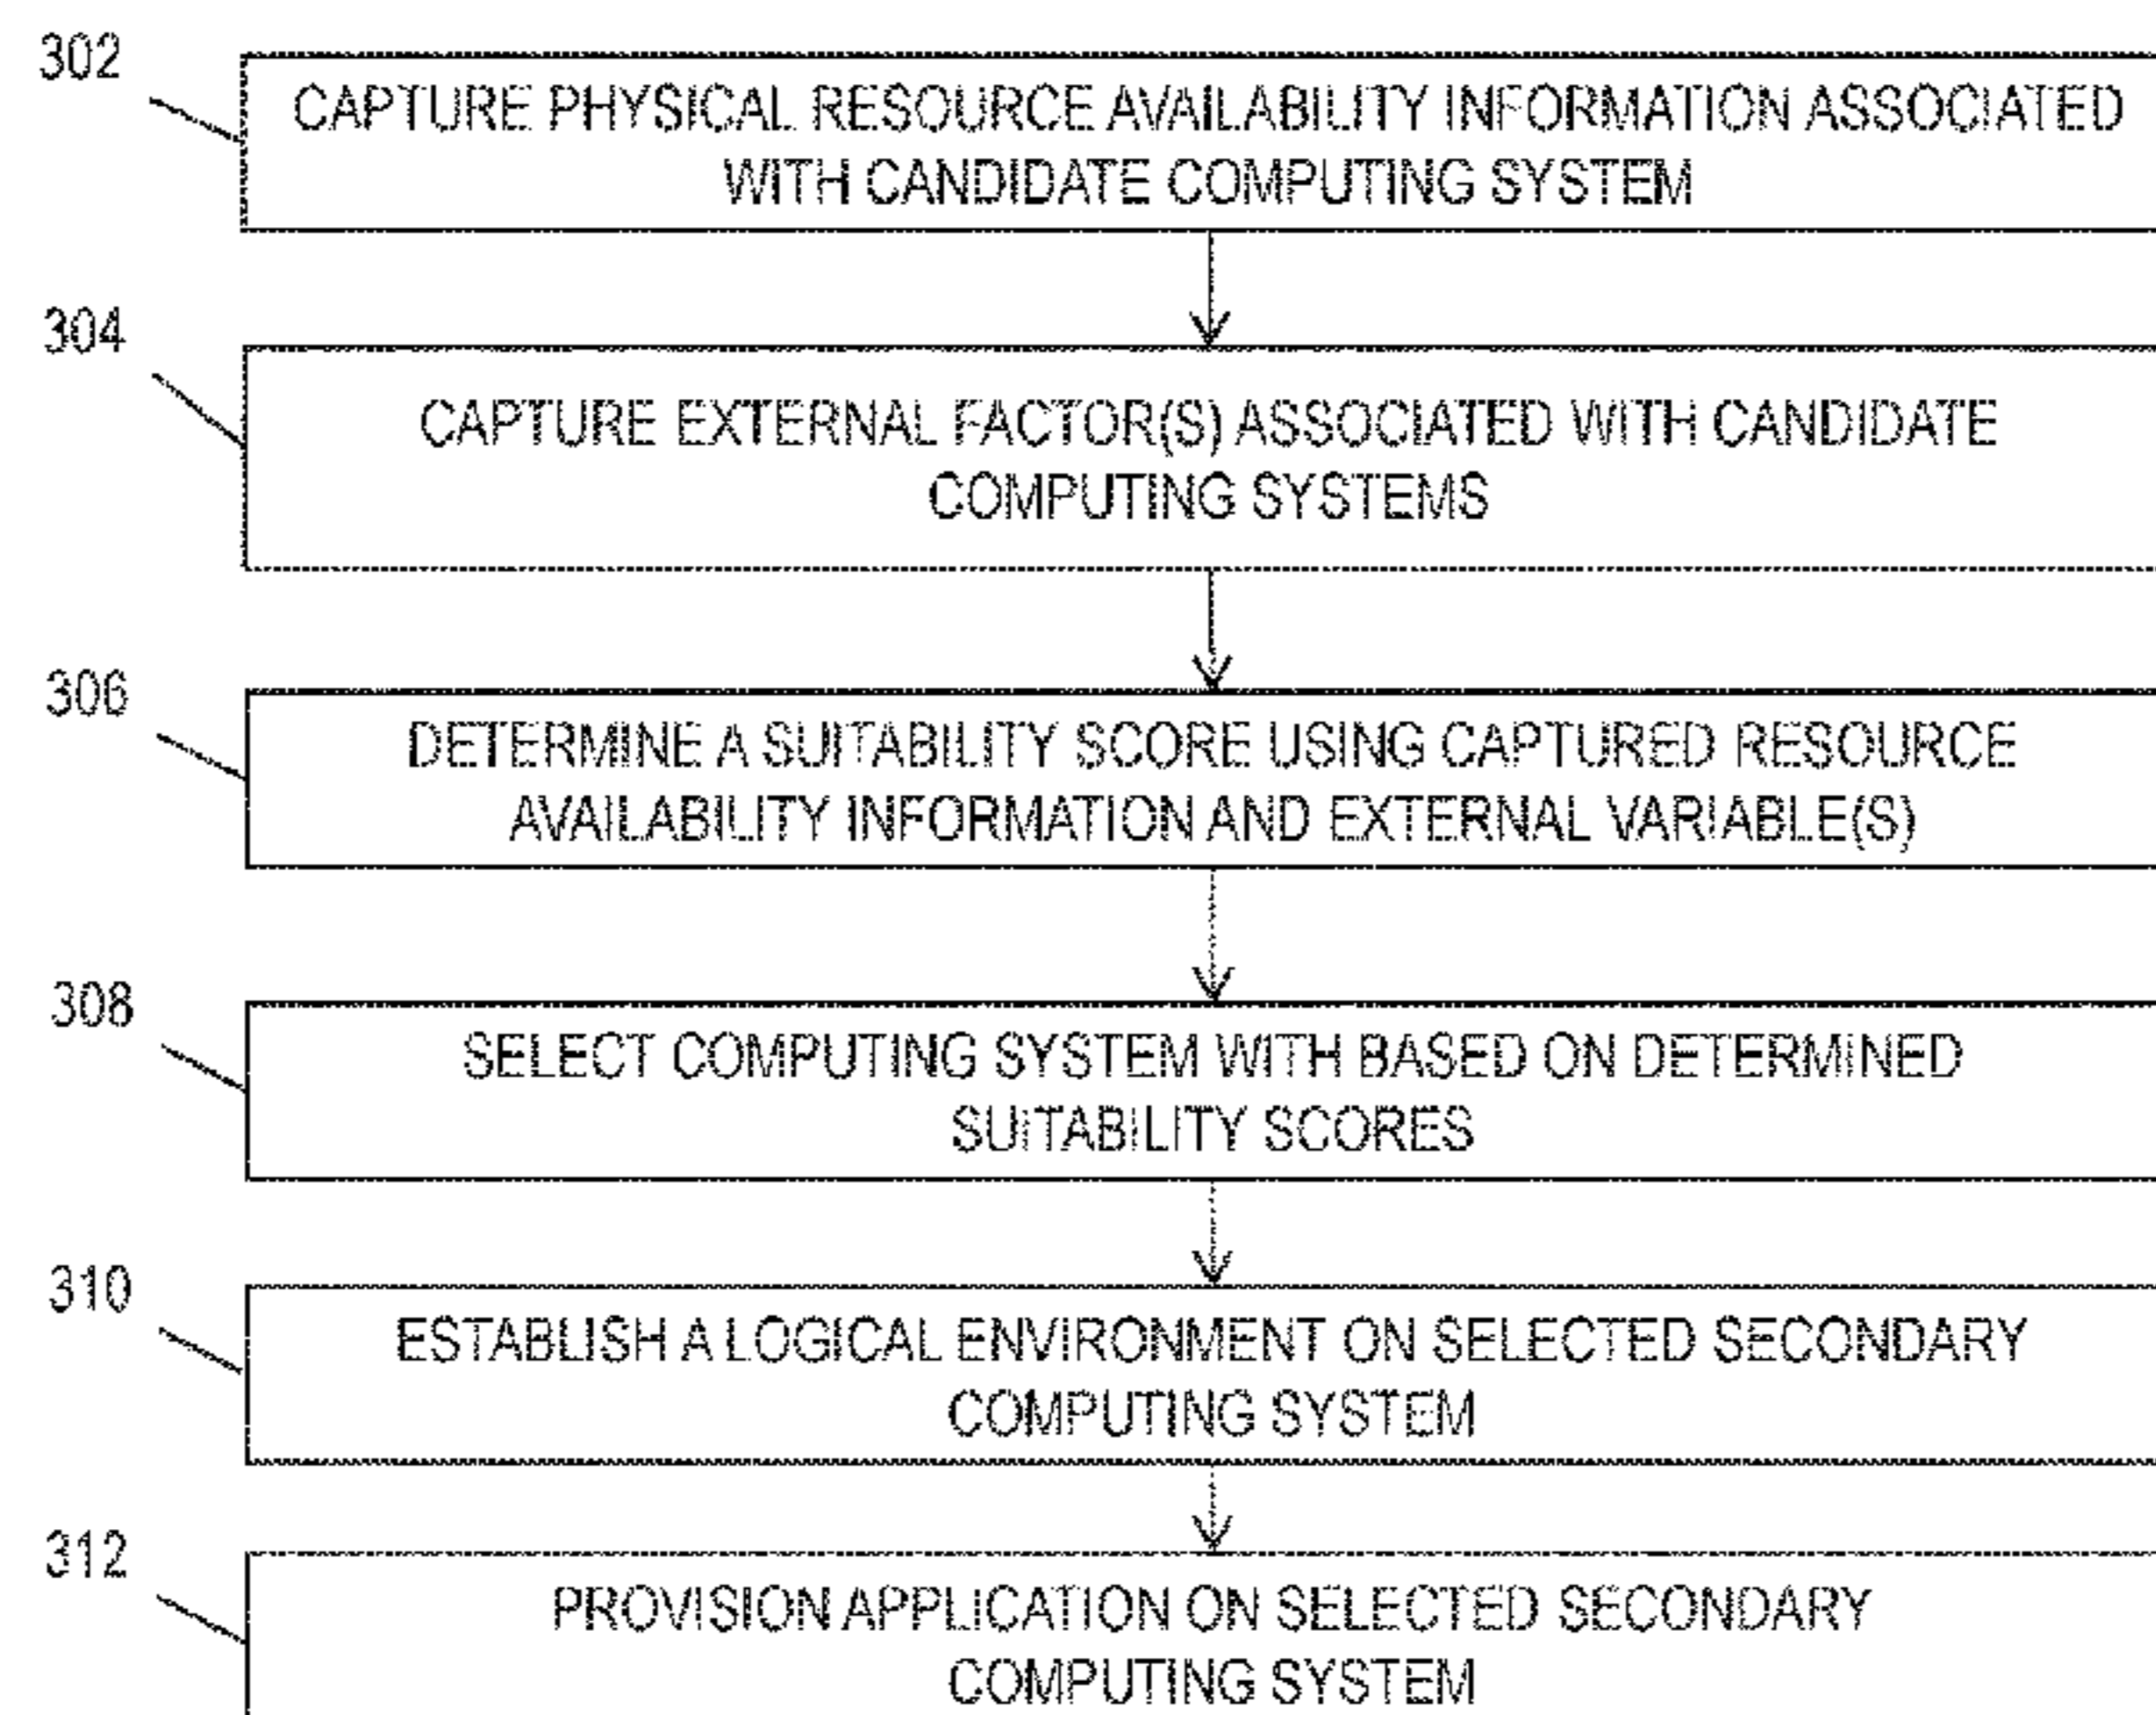 302
CAPTURE PHYSICAL RESOURCE AVAILABILITY INFORMATION ASSOCIATED
WITH CANDIDATE COMPUTING SYSTEM
304
CAPTURE EXTERNAL FACTOR(S) ASSOCIATED WITH CANDIDATE
COMPUTING SYSTEMS
306
DETERMINE A SUITABILITY SCORE USING CAPTURED RESOURCE
AVAILABILITY INFORMATION AND EXTERNAL VARIABLE(S)
308
SELECT COMPUTING SYSTEM WITH BASED ON DETERMINED
SUITABILITY SCORES
310
ESTABLISH A LOGICAL ENVIRONMENT ON SELECTED SECONDARY
COMPUTING SYSTEM
312
PROVISION APPLICATION ON SELECTED SECONDARY
COMPUTING SYSTEM